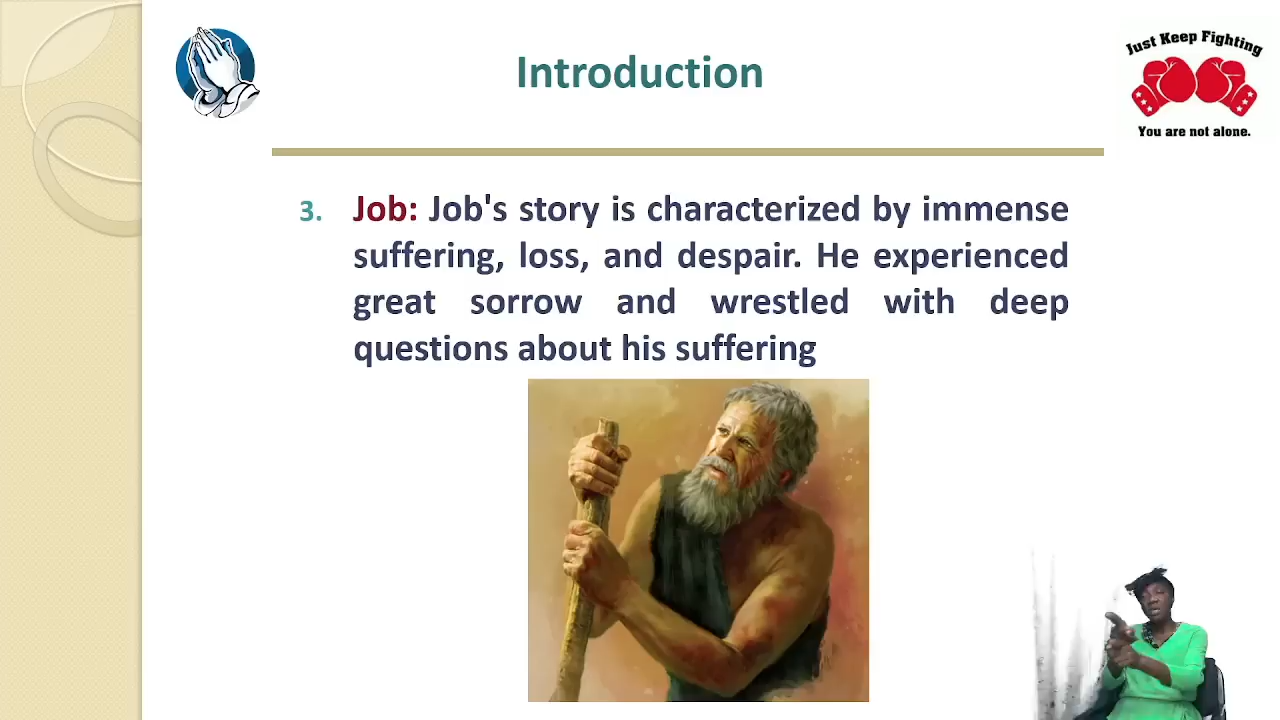 Introduction
Just Keep Fighting
You are not alone.
3. Job: Job's story is characterized by immense
suffering, loss, and despair. He experienced
great sorrow and wrestled with deep
questions about his suffering